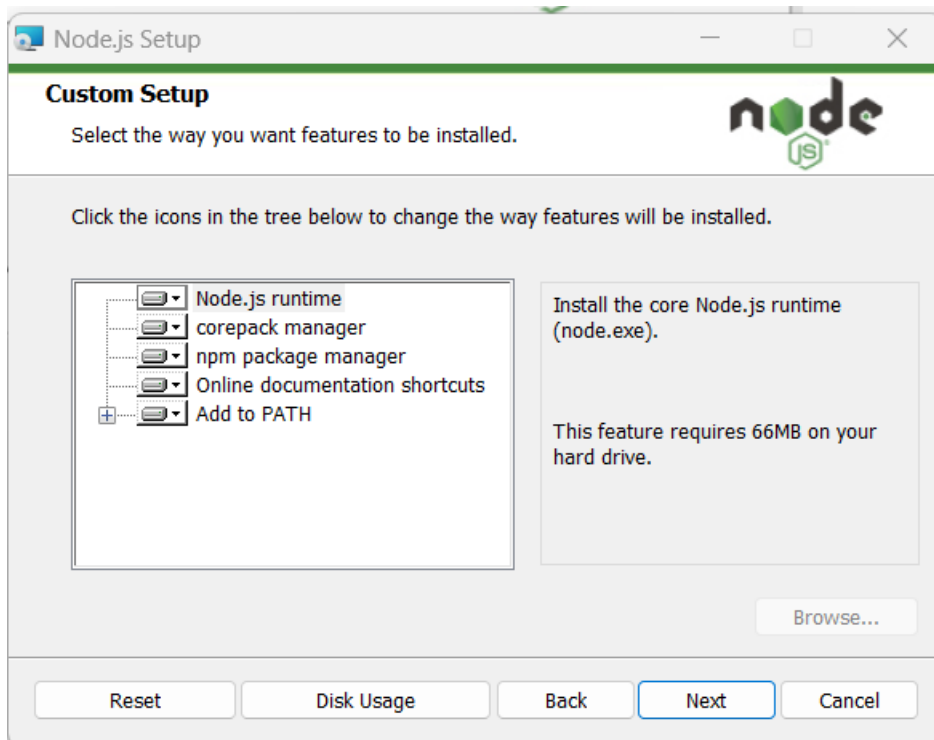 Node.js Setup
Custom Setup
Select the way you want features to be installed.
node
JS
Click the icons in the tree below to change the way features will be installed.
Node.js runtime
corepack manager
npm package manager
Online documentation shortcuts
Add to PATH
Install the core Node.js runtime
(node.exe).
This feature requires 66MB on your
hard drive.
Browse...
Reset
Disk Usage
Back
Next
Cancel